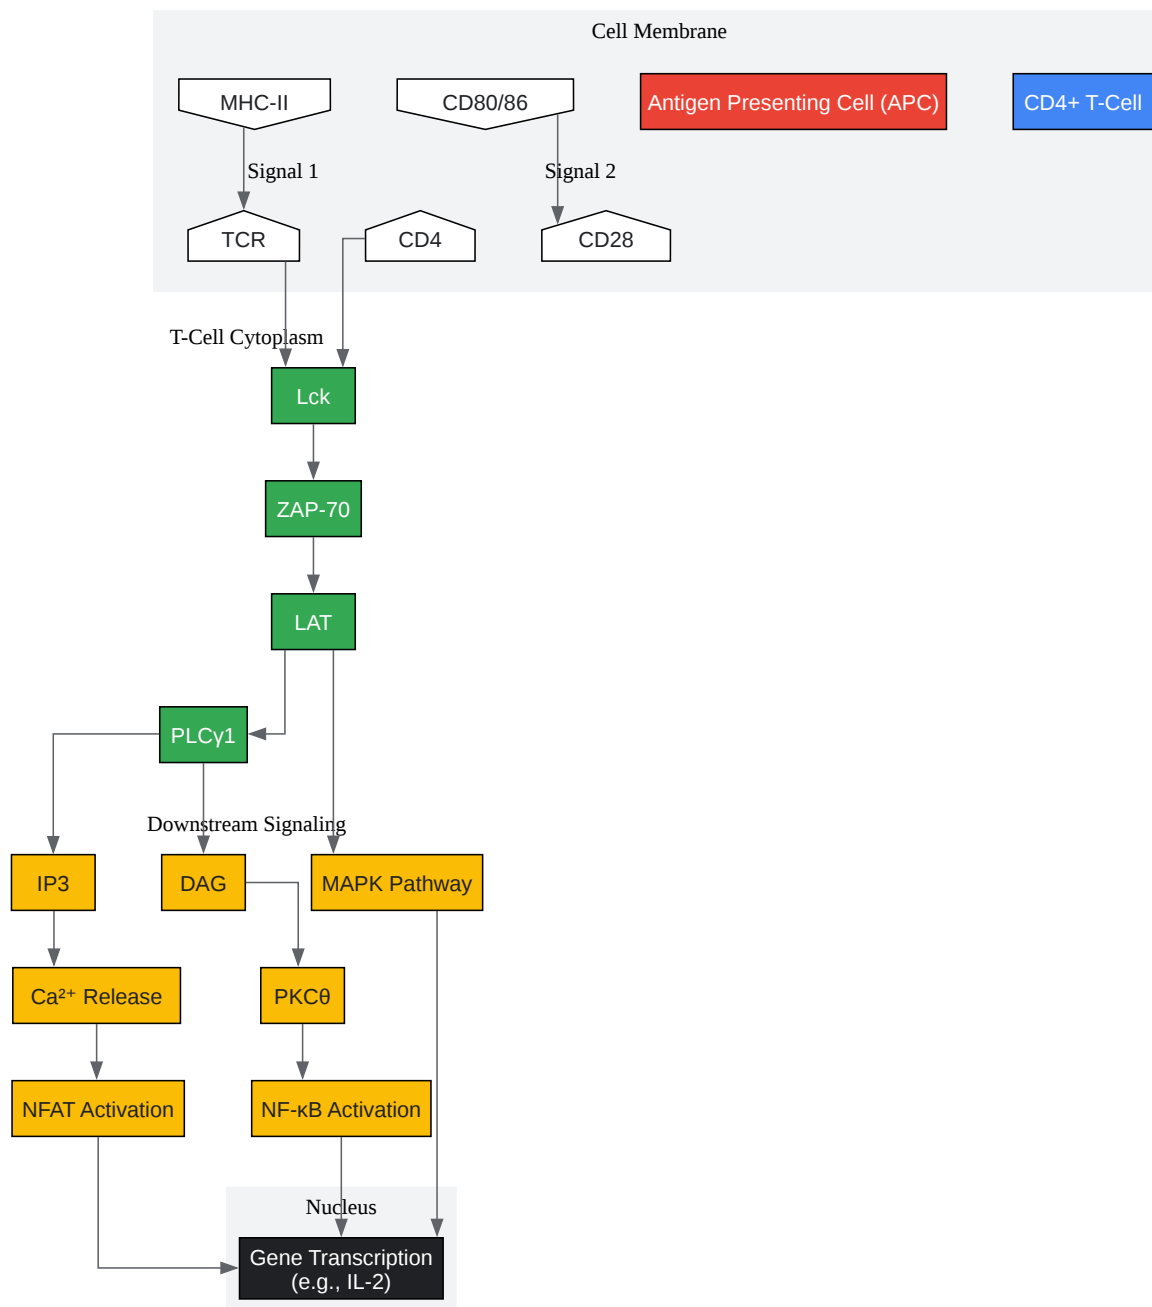 Cell Membrane
MHC-II
CD80/86
Antigen Presenting Cell (APC)
CD4+ T-Cell
Signal 1
Signal 2
TCR
CD4
CD28
T-Cell Cytoplasm
Lck
ZAP-70
LAT
PLCγ1
Downstream Signaling
IP3
DAG
MAPK Pathway
Ca²⁺ Release
PKCθ
NFAT Activation
NF-κB Activation
Nucleus
Gene Transcription
(e.g., IL-2)